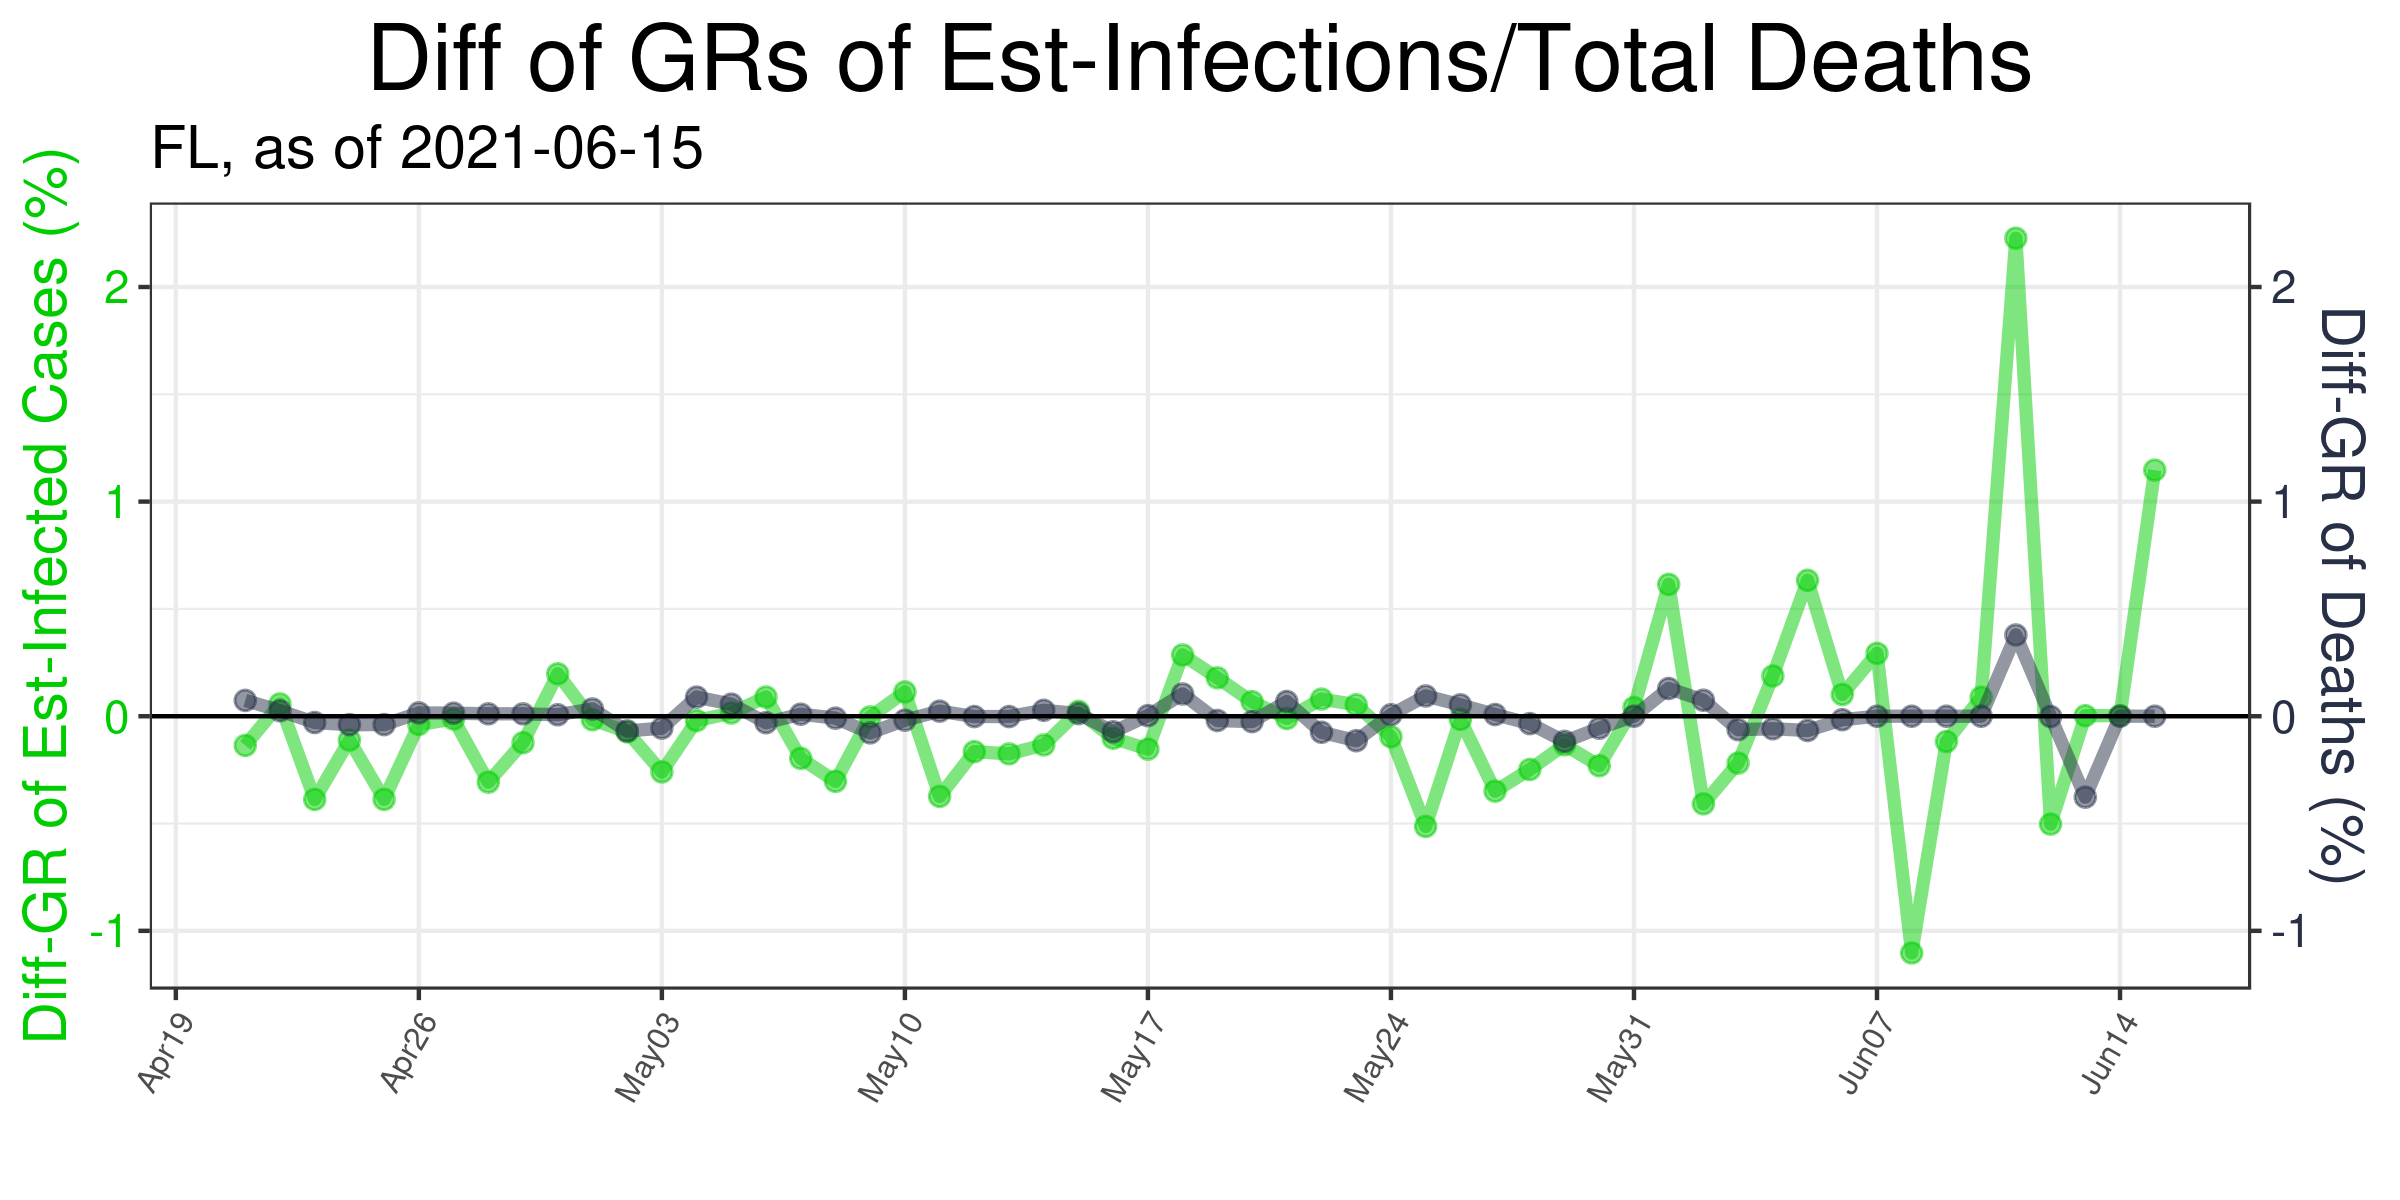 Diff of GRs of Est-Infections/Total Deaths
FL, as of 2021-06-15
Diff-GR of Est-Infected Cases (%)
2
1
0
-1
2
1
0
-1
Diff-GR of Deaths (%)
Apr19
Apr26
May03
May10
May17
May24
May31
Jun07
Jun14